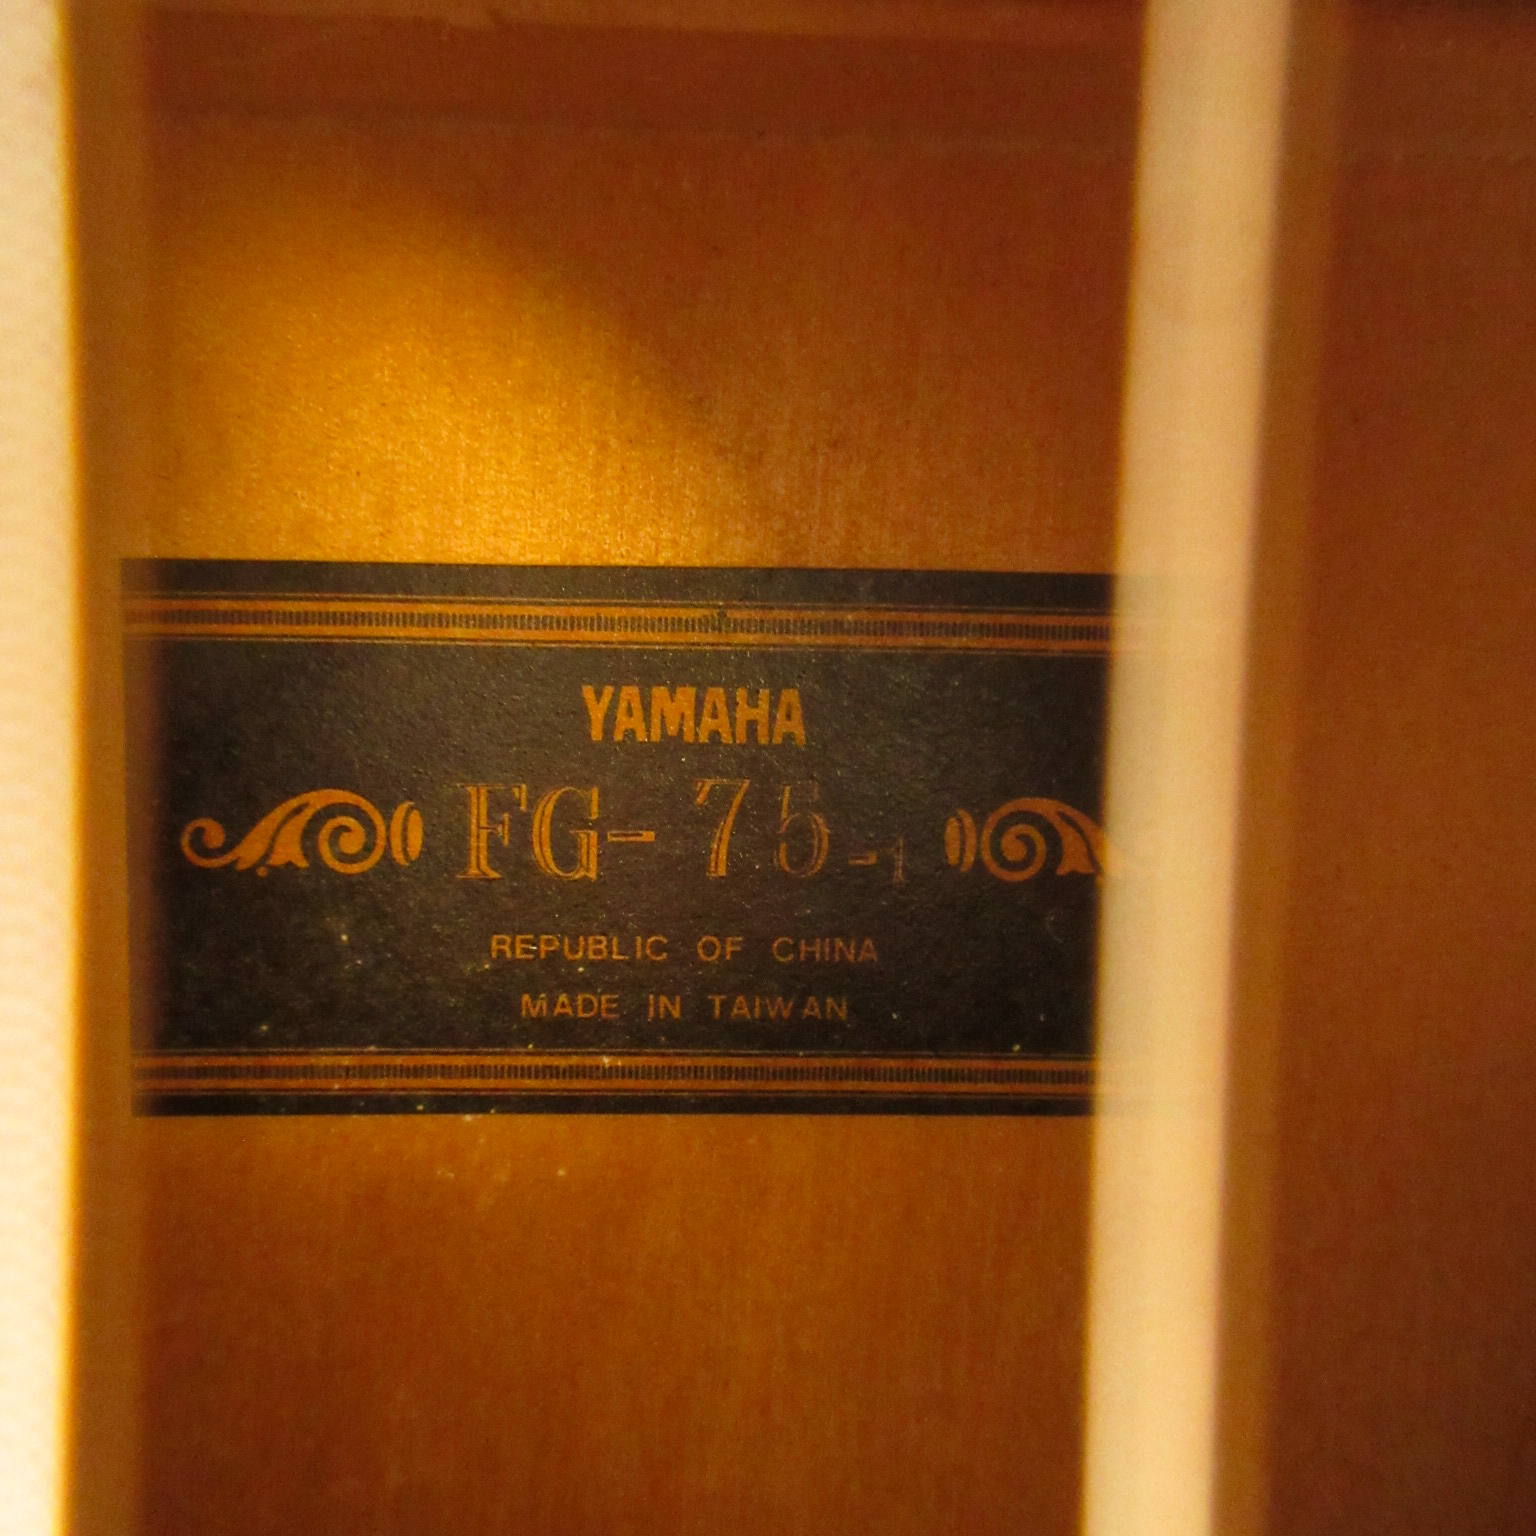 YAMAHA
FG-75-1
REPUBLIC OF CHINA
MADE IN TAIWAN